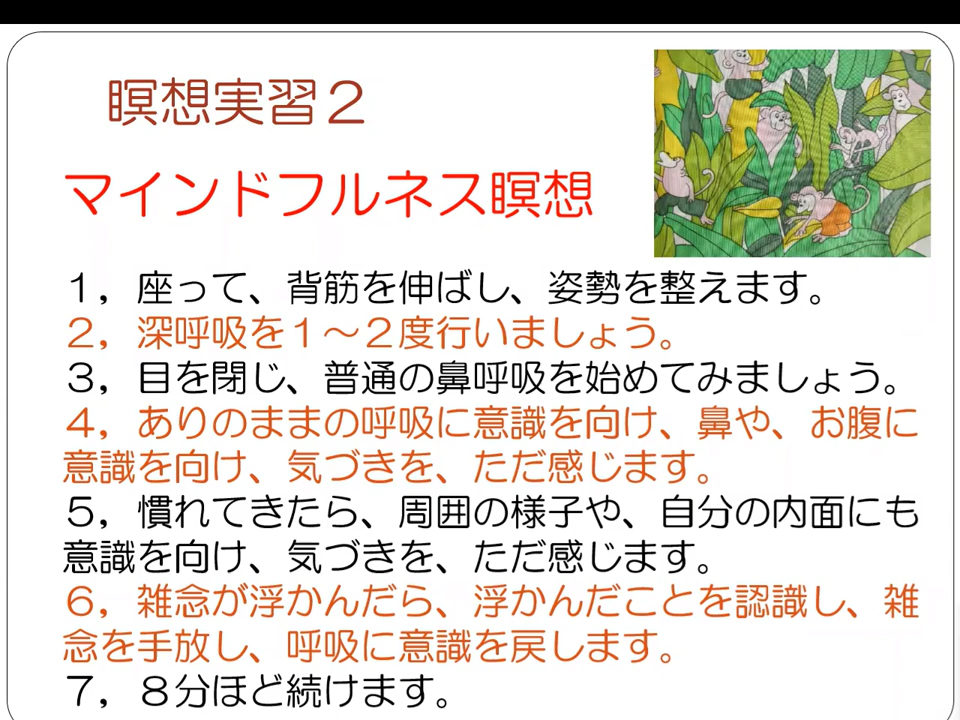 瞑想実習２
マインドフルネス瞑想
１，座って、背筋を伸ばし、姿勢を整えます。
２，深呼吸を１～２度行いましょう。
３，目を閉じ、普通の鼻呼吸を始めてみましょう。
４，ありのままの呼吸に意識を向け、鼻や、お腹に
意識を向け、気づきを、ただ感じます。
５，慣れてきたら、周囲の様子や、自分の内面にも
意識を向け、気づきを、ただ感じます。
６，雑念が浮かんだら、浮かんだことを認識し、雑
念を手放し、呼吸に意識を戻します。
７，８分ほど続けます。